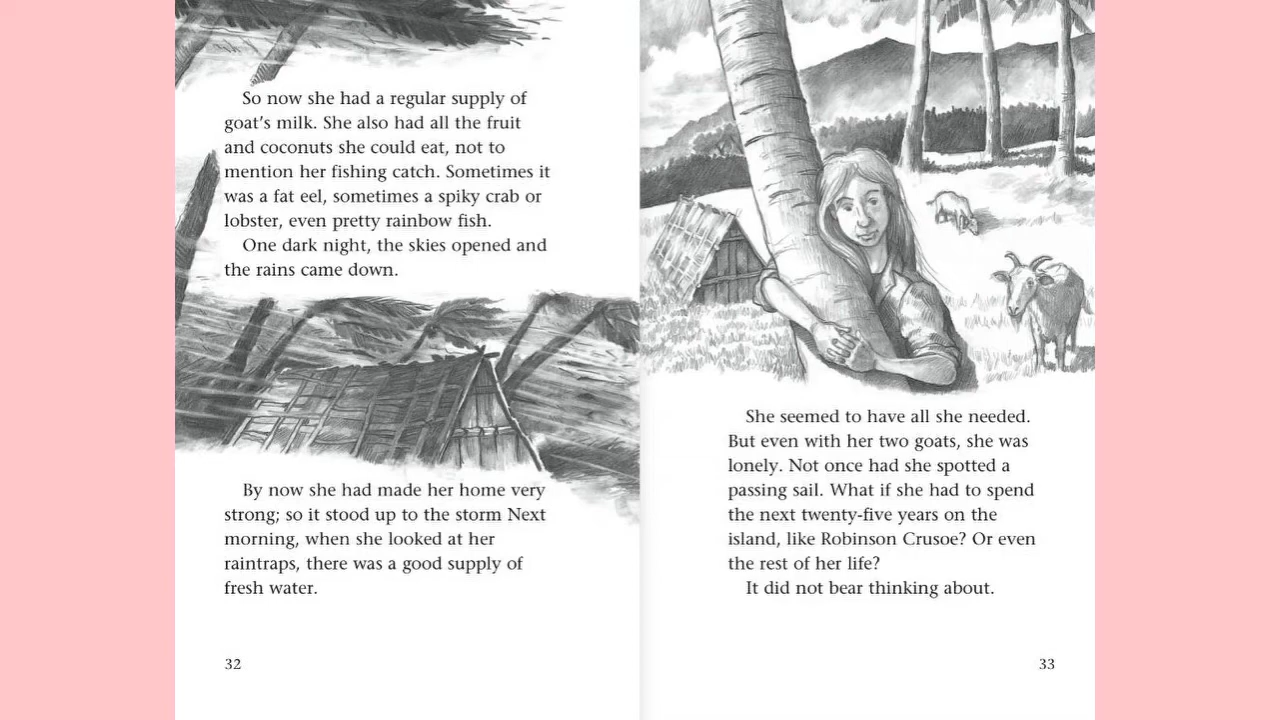 So now she had a regular supply of
goat's milk. She also had all the fruit
and coconuts she could eat, not to
mention her fishing catch. Sometimes it
was a fat eel, sometimes a spiky crab or
lobster, even pretty rainbow fish.
One dark night, the skies opened and
the rains came down.
By now she had made her home very
strong; so it stood up to the storm Next
morning, when she looked at her
raintraps, there was a good supply of
fresh water.
32
She seemed to have all she needed.
But even with her two goats, she was
lonely. Not once had she spotted a
passing sail. What if she had to spend
the next twenty-five years on the
island, like Robinson Crusoe? Or even
the rest of her life?
It did not bear thinking about.
33